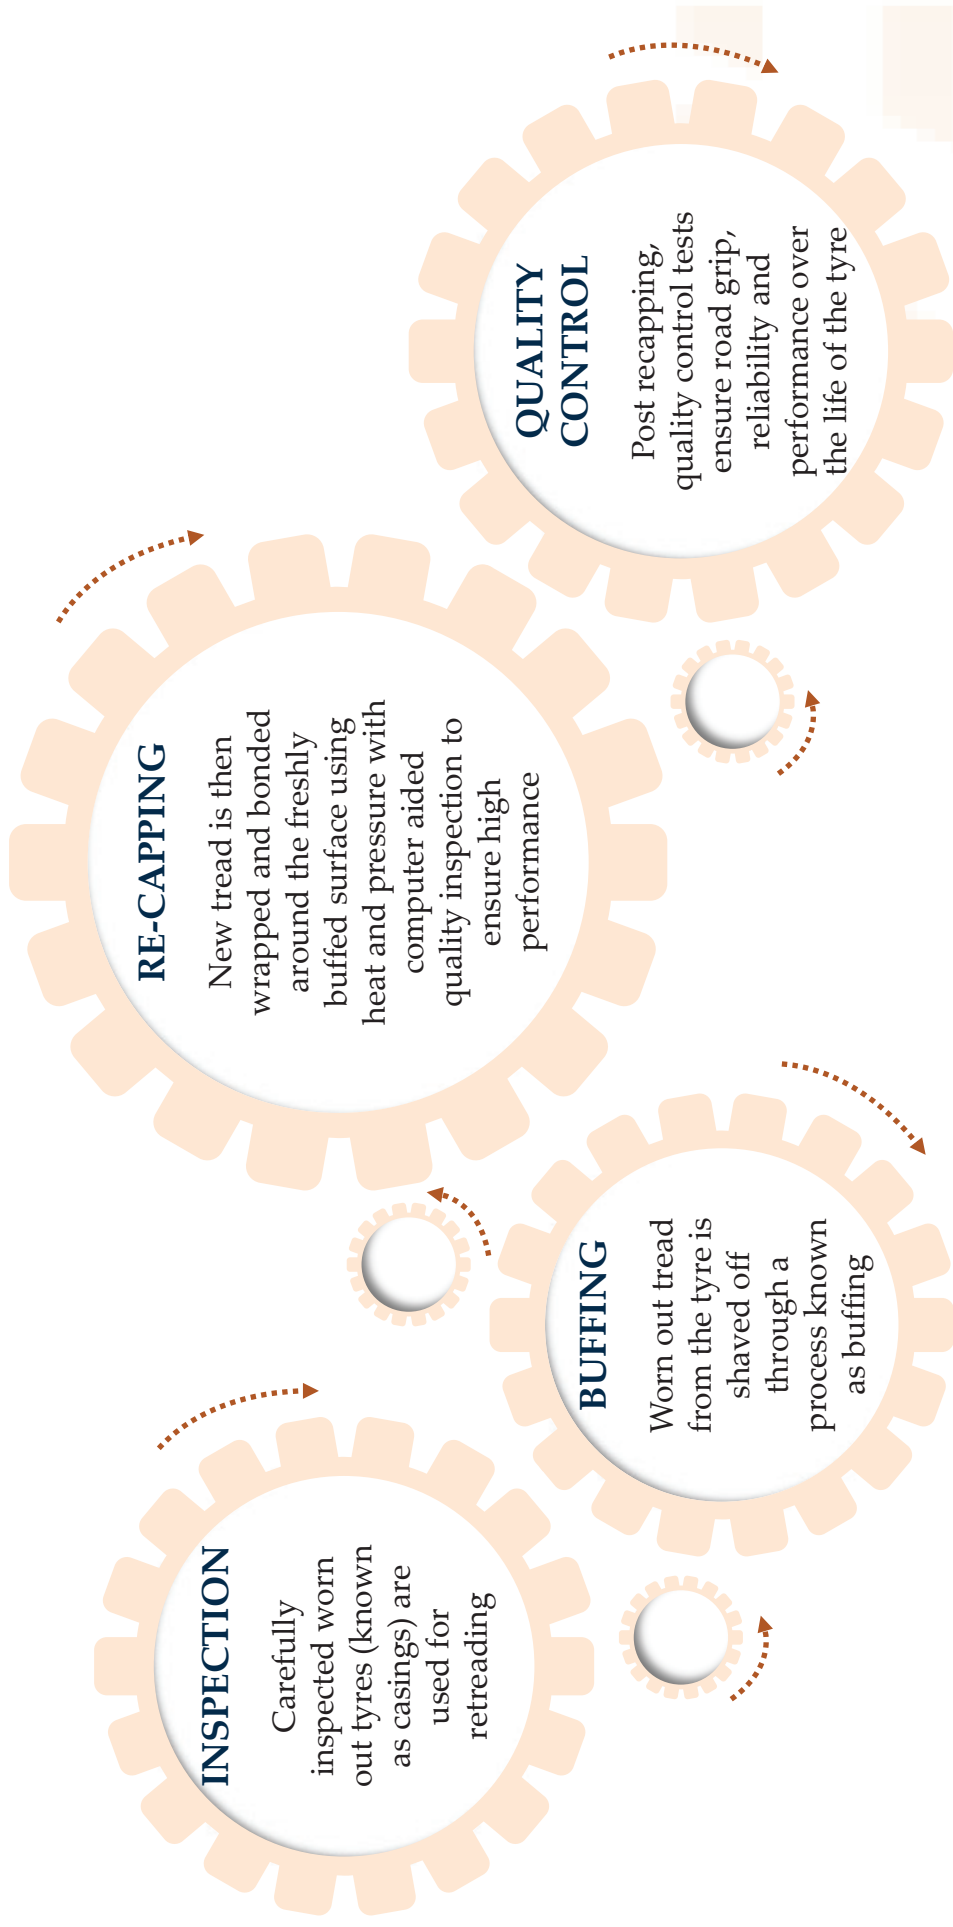 INSPECTION
Carefully
inspected worn
out tyres (known
as casings) are
used for
retreading
BUFFING
Worn out tread
from the tyre is
shaved off
through a
process known
as buffing
RE-CAPPING
New tread is then
wrapped and bonded
around the freshly
buffed surface using
heat and pressure with
computer aided
quality inspection to
ensure high
performance
QUALITY
CONTROL
Post recapping,
quality control tests
ensure road grip,
reliability and
performance over
the life of the tyre